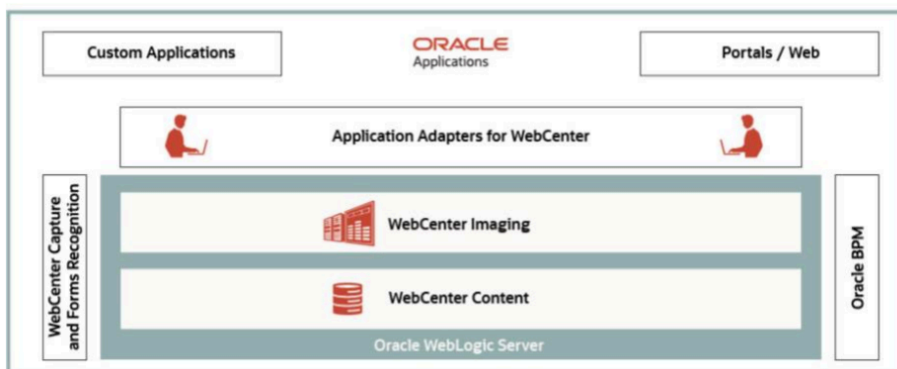 Custom Applications
ORACLE
Applications
Portals / Web
Application Adapters for WebCenter
WebCenter Capture
and Forms Recognition
WebCenter Imaging
WebCenter Content
Oracle WebLogic Server
Oracle BPM